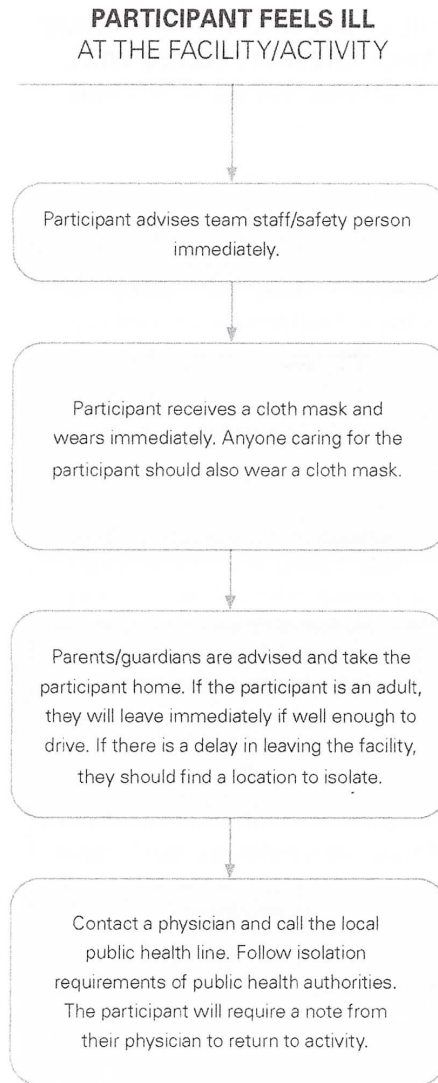 PARTICIPANT FEELS ILL
AT THE FACILITY/ACTIVITY
Participant advises team staff/safety person
immediately.
Participant receives a cloth mask and
wears immediately. Anyone caring for the
participant should also wear a cloth mask.
Parents/guardians are advised and take the
participant home. If the participant is an adult,
they will leave immediately if well enough to
drive. If there is a delay in leaving the facility,
they should find a location to isolate.
Contact a physician and call the local
public health line. Follow isolation
requirements of public health authorities.
The participant will require a note from
their physician to return to activity.